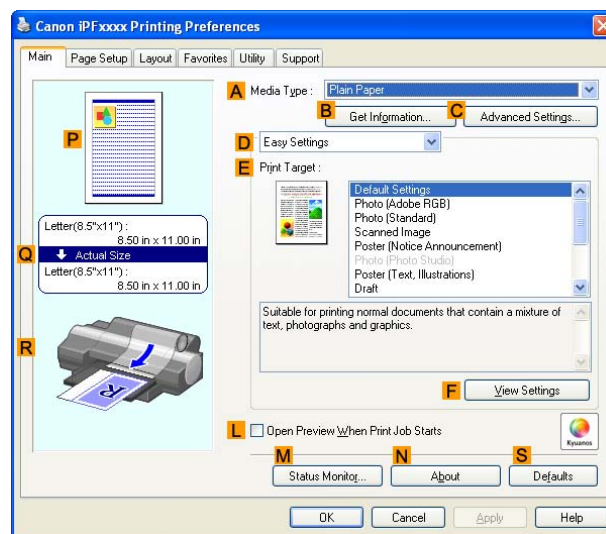 Canon iPFxxxx Printing Preferences
Main Page Setup Layout Favorites Utility Support
A Media Type : Plain Paper
B Get Information... C Advanced Settings...
P
D Easy Settings
E Print Target :
Default Settings
Photo (Adobe RGB)
Photo (Standard)
Scanned Image
Poster (Notice Announcement)
Photo (Photo Studio)
Poster (Text, Illustrations)
Draft
Letter(8.5"x11") :
8.50 in x 11.00 in
Q Actual Size
Letter(8.5"x11") :
8.50 in x 11.00 in
Suitable for printing normal documents that contain a mixture of
text, photographs and graphics.
R
R
F View Settings
L Open Preview When Print Job Starts
Kyuanos
M N S
Status Monitor... About Defaults
OK Cancel Apply Help